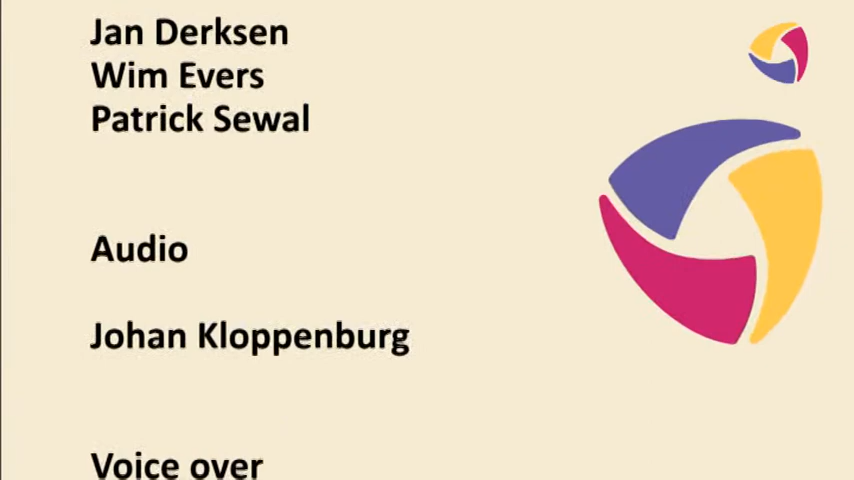 Jan Derksen
Wim Evers
Patrick Sewal
Audio
Johan Kloppenburg
Voice over